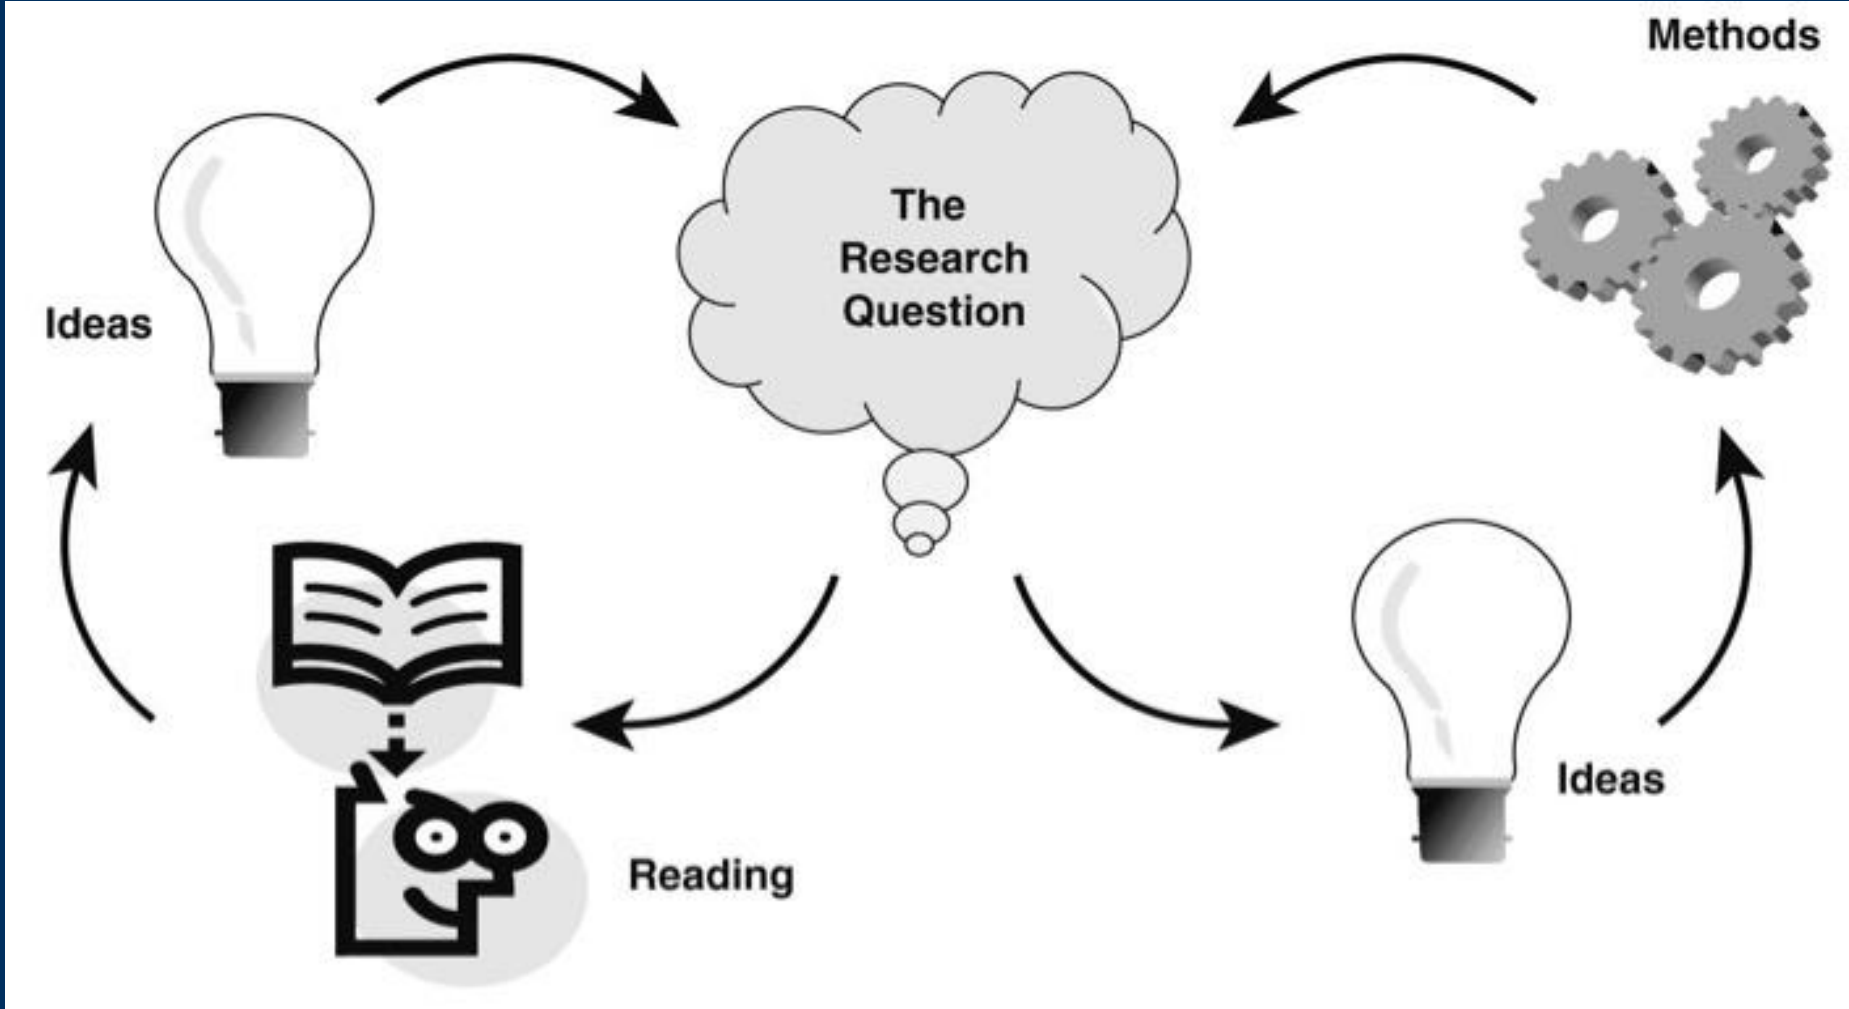 Methods
The
Research
Question
Ideas
Ideas
Reading